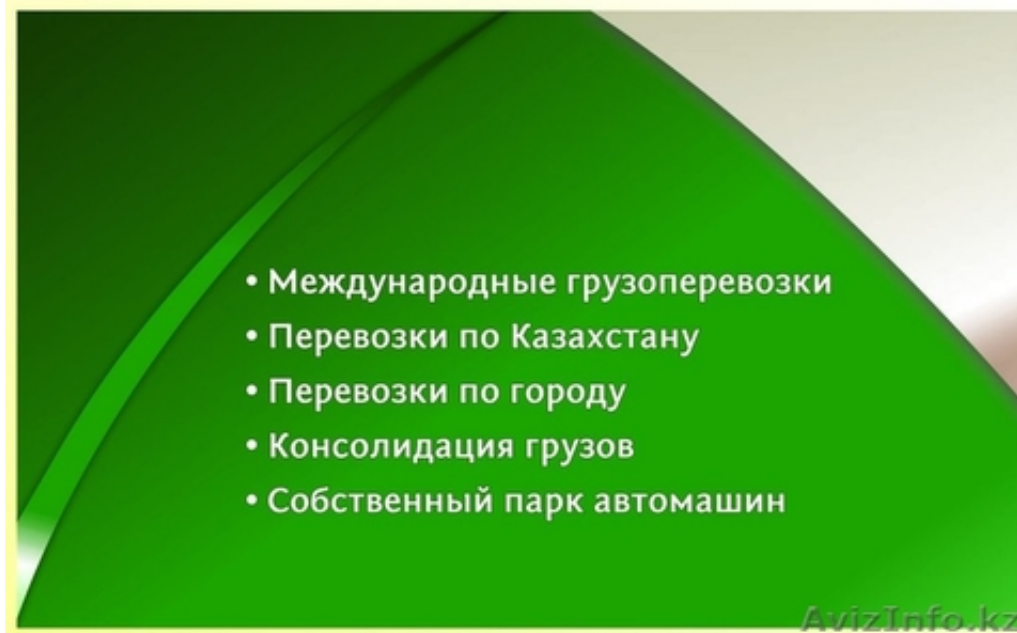 • Международные грузоперевозки
• Перевозки по Казахстану
• Перевозки по городу
• Консолидация грузов
• Собственный парк автомашин
AvizInfo.kz